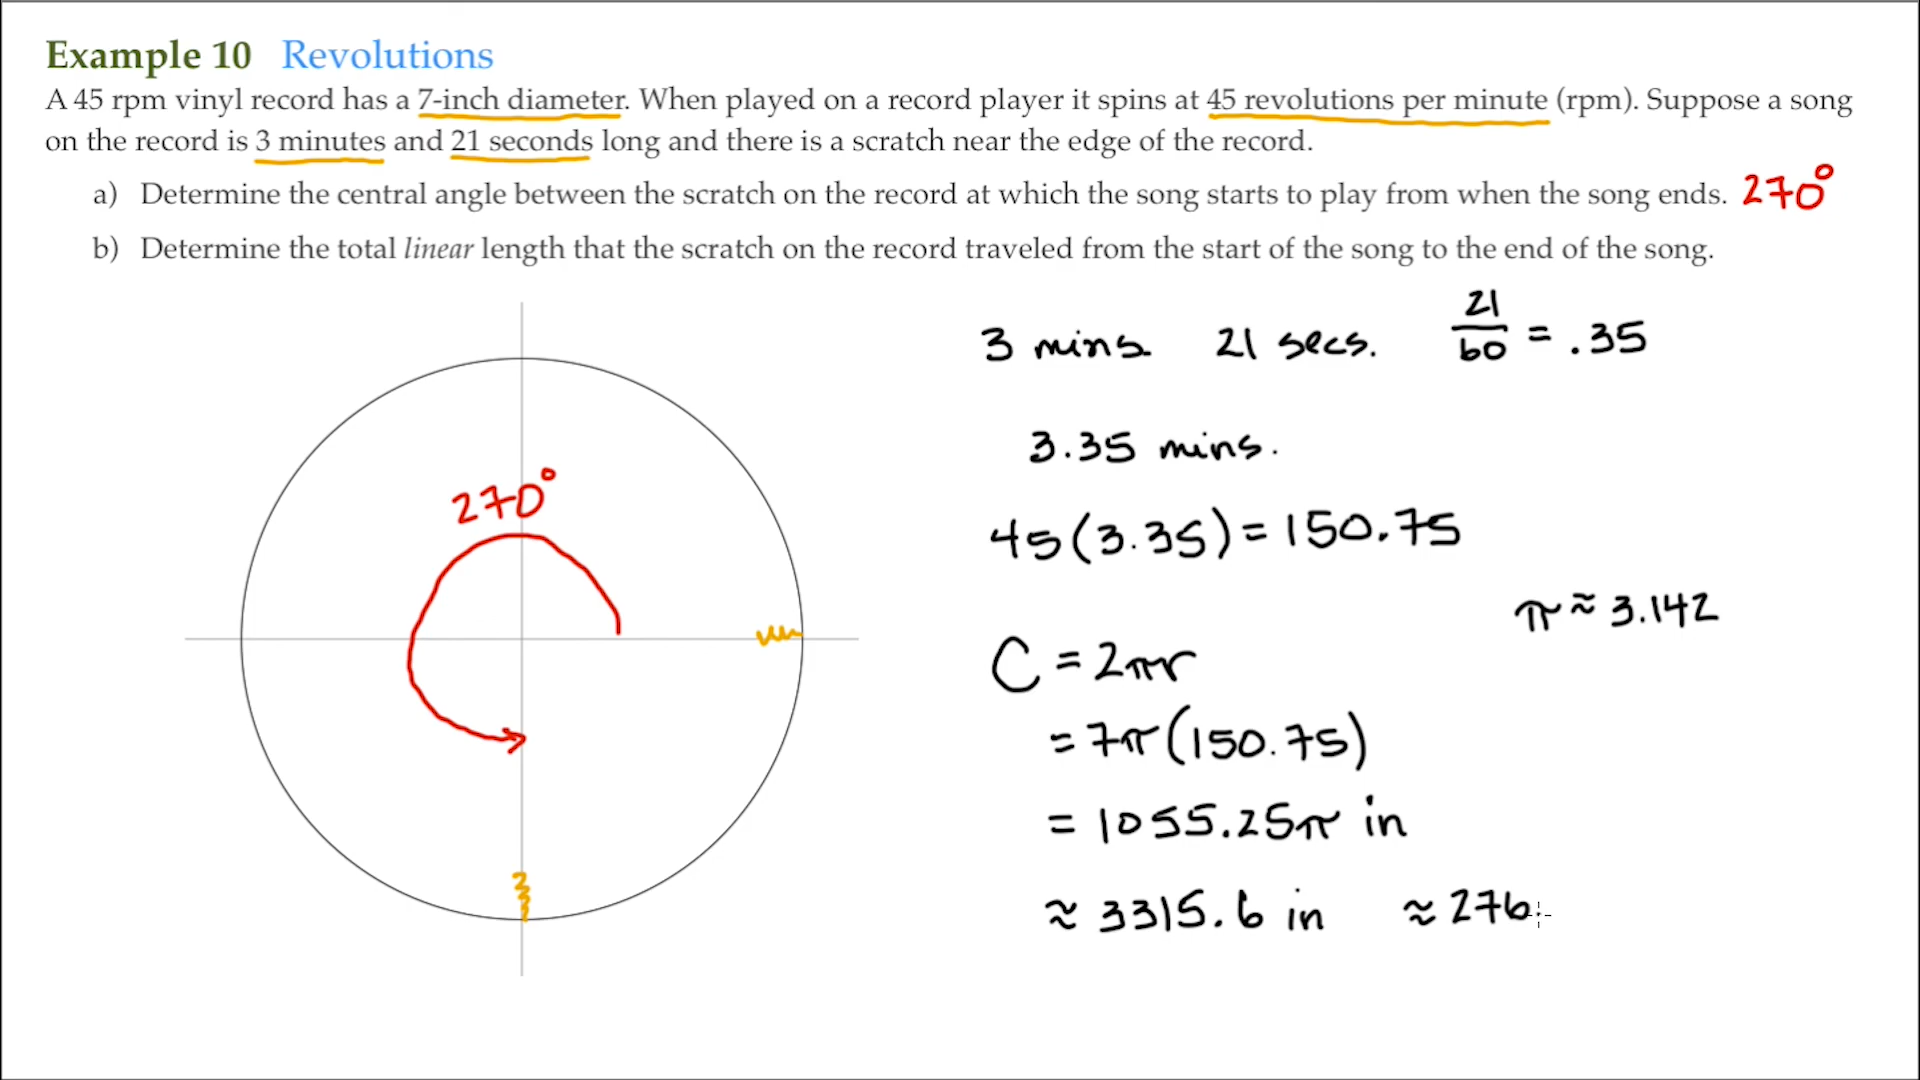 Example 10 Revolutions
A 45 rpm vinyl record has a 7-inch diameter. When played on a record player it spins at 45 revolutions per minute (rpm). Suppose a song
on the record is 3 minutes and 21 seconds long and there is a scratch near the edge of the record.
a) Determine the central angle between the scratch on the record at which the song starts to play from when the song ends. 270°
b) Determine the total linear length that the scratch on the record traveled from the start of the song to the end of the song.
3 mins. 21 secs. 21/60 = .35
3.35 mins.
270°
45(3.35) = 150.75
π ≈ 3.142
C = 2πr
= 7π(150.75)
= 1055.25π in
≈ 3315.6 in ≈ 276.